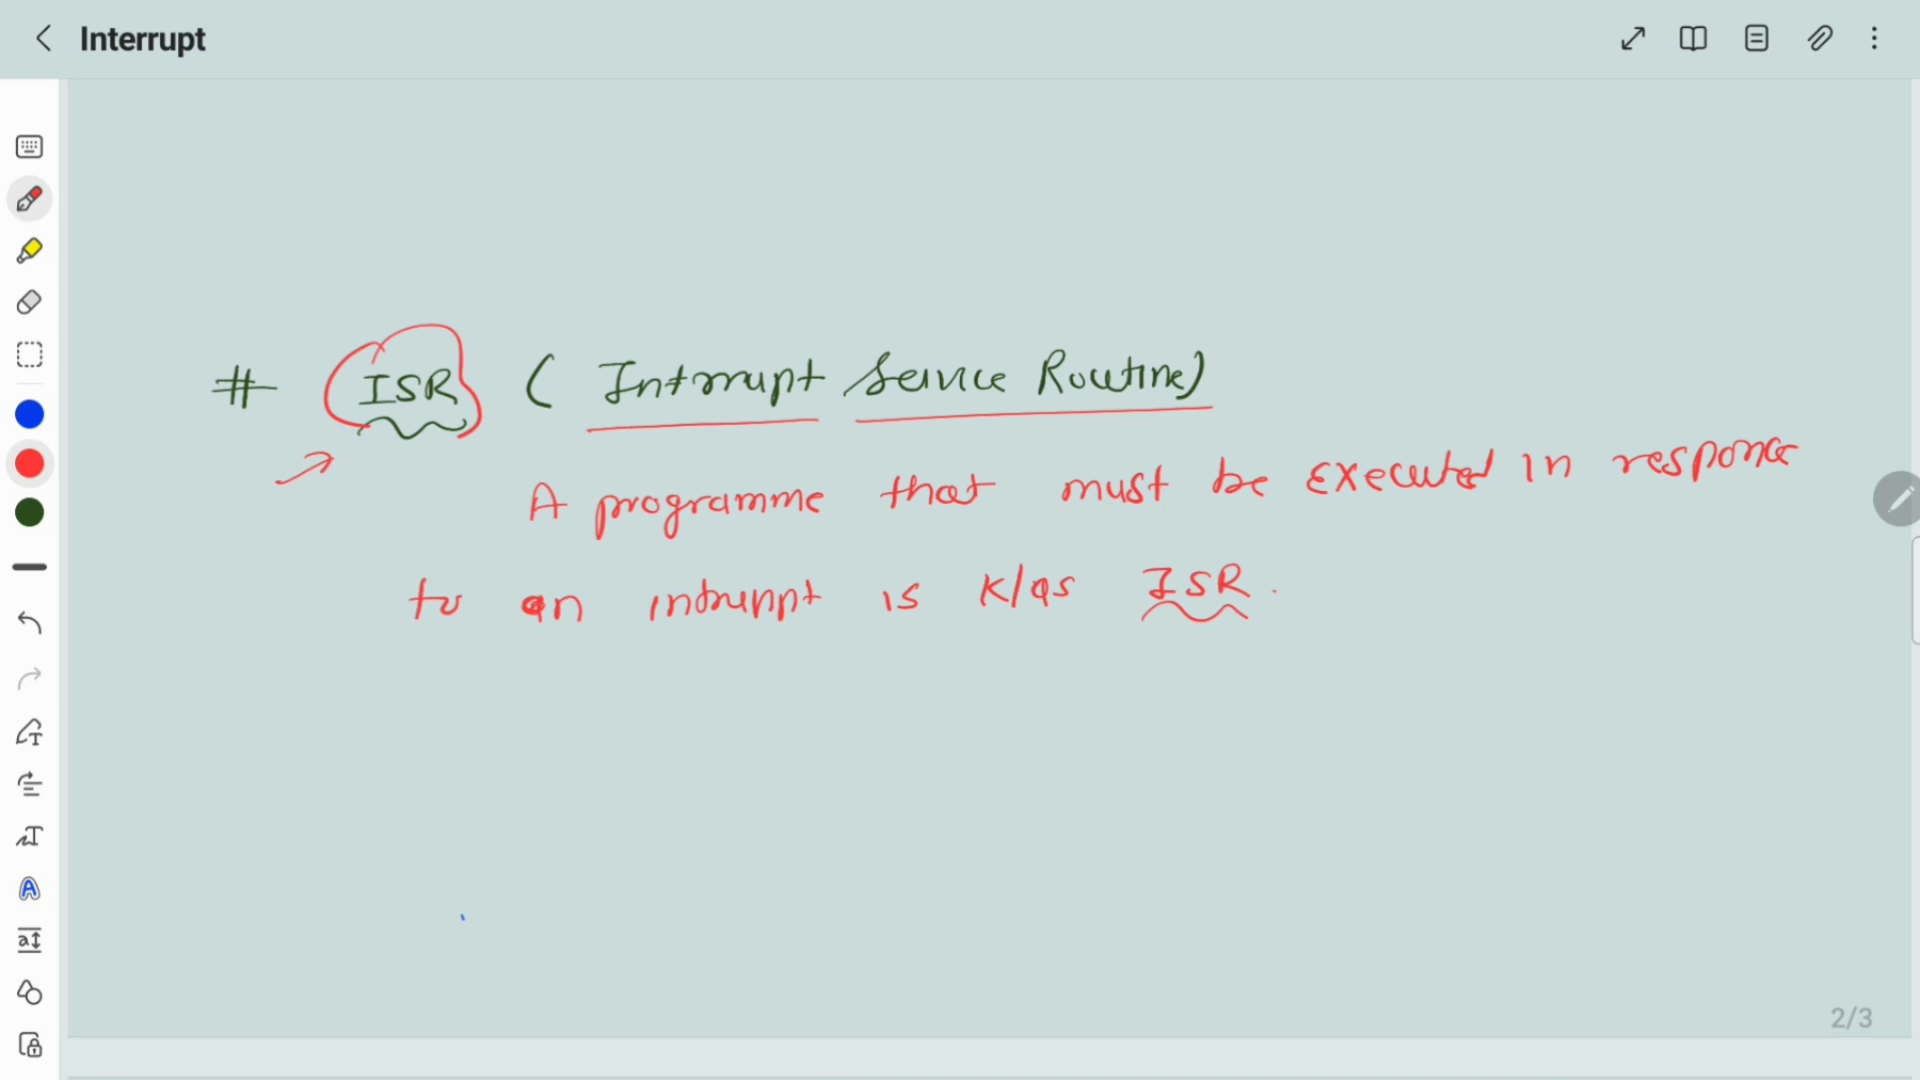 Interrupt
# ISR ( Interrupt Service Routine)
A programme that must be executed in response
to an interrupt is k/as ISR.
2/3